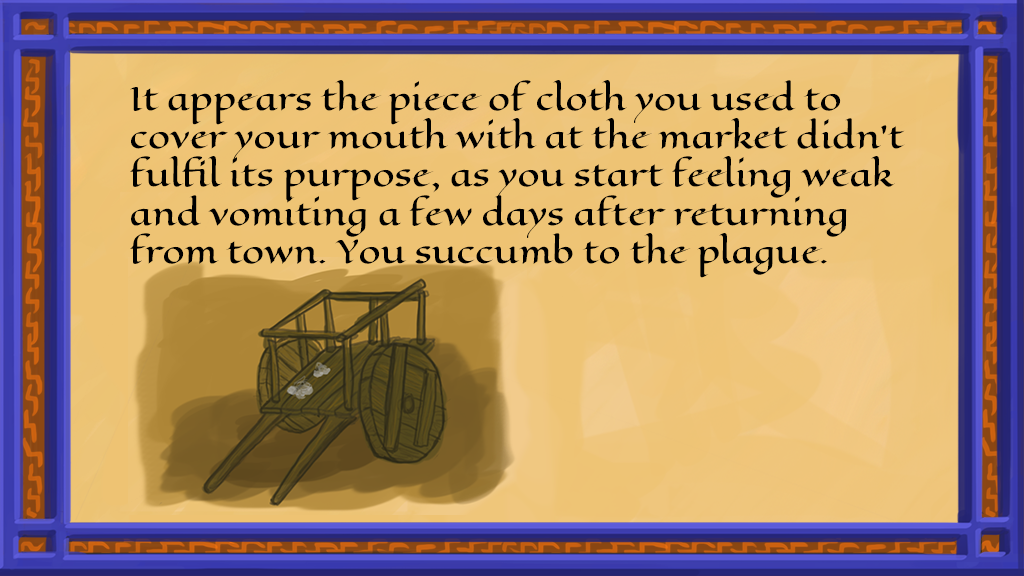 It appears the piece of cloth you used to
cover your mouth with at the market didn't
fulfil its purpose, as you start feeling weak
and vomiting a few days after returning
from town. You succumb to the plague.